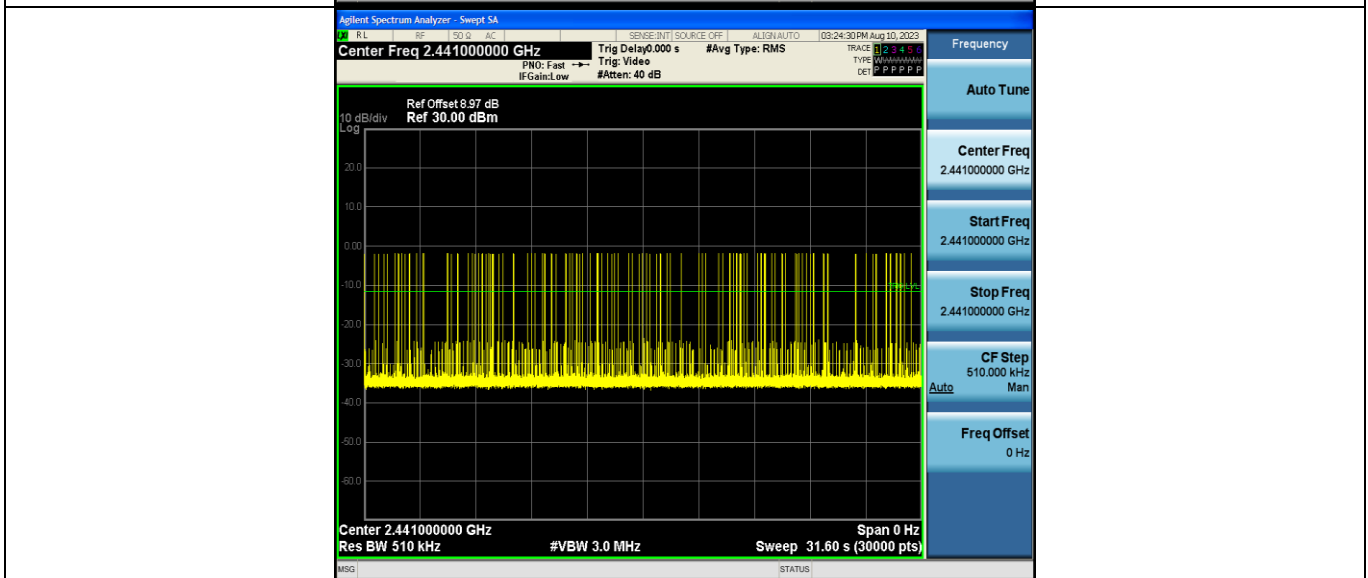 Agilent Spectrum Analyzer - Swept SA
RL RF 50 Ω AC SENSE:INT SOURCE OFF ALIGNAUTO 03:24:30 PM Aug 10, 2023
Center Freq 2.441000000 GHz
PNO: Fast
IFGain:Low
Trig Delay0.000 s
Trig: Video
#Atten: 40 dB
#Avg Type: RMS
TRACE 1 2 3 4 5 6
TYPE W
DET P P P P P P
Ref Offset 8.97 dB
10 dB/div Ref 30.00 dBm
Log
20.0
10.0
0.00
-10.0
-20.0
-30.0
-40.0
-50.0
-60.0
Center 2.441000000 GHz Span 0 Hz
Res BW 510 kHz #VBW 3.0 MHz Sweep 31.60 s (30000 pts)
MSG STATUS
Frequency
Auto Tune
Center Freq
2.441000000 GHz
Start Freq
2.441000000 GHz
Stop Freq
2.441000000 GHz
CF Step
510.000 kHz
Auto Man
Freq Offset
0 Hz